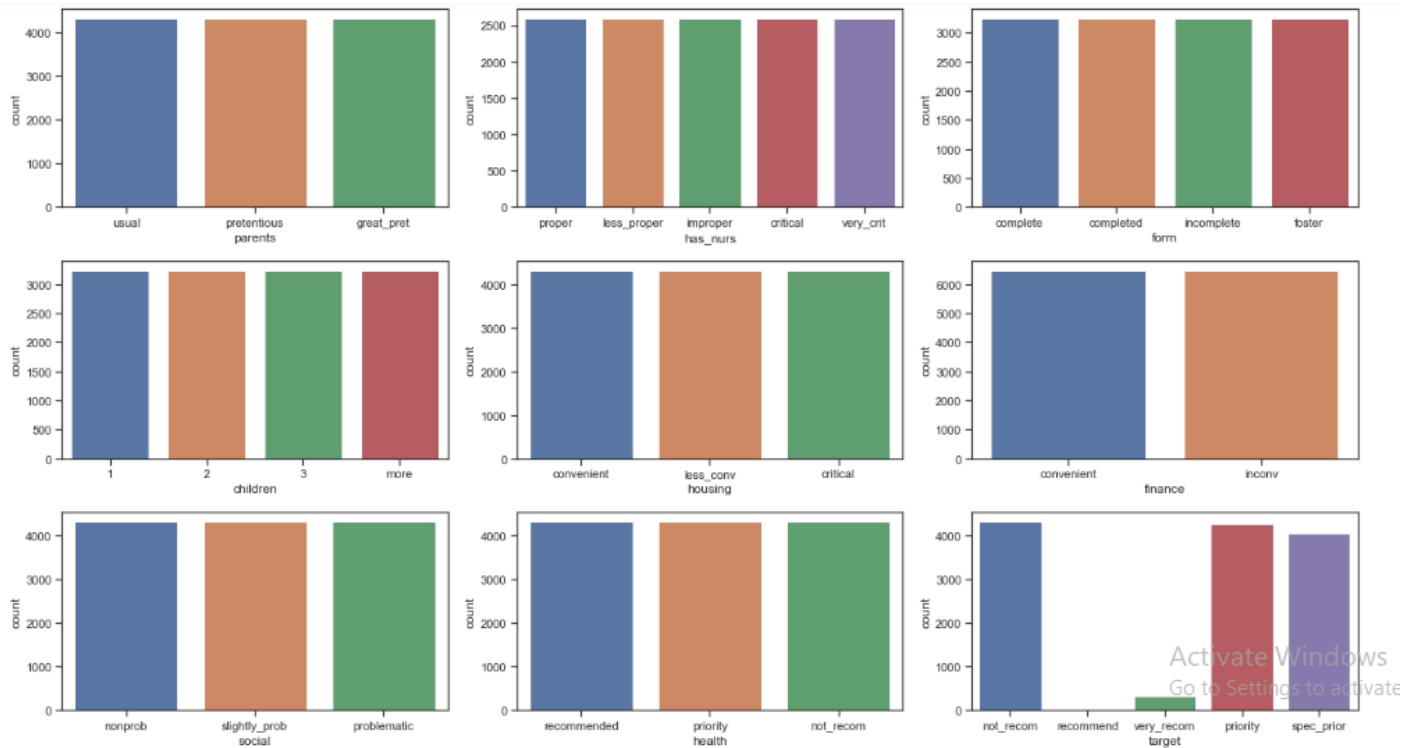 4000
3000
2000
1000
0
count
usual pretentious great_pret
parents
2500
2000
1500
1000
500
0
count
proper less_proper improper critical very_crit
has_nurs
3000
2500
2000
1500
1000
500
0
count
complete completed incomplete foster
form
3000
2500
2000
1500
1000
500
0
count
1 2 3 more
children
4000
3000
2000
1000
0
count
convenient less_conv critical
housing
6000
5000
4000
3000
2000
1000
0
count
convenient inconv
finance
4000
3000
2000
1000
0
count
nonprob slightly_prob problematic
social
4000
3000
2000
1000
0
count
recommended priority not_recom
health
4000
3000
2000
1000
0
count
not_recom recommend very_recom priority spec_prior
target
Activate Windows
Go to Settings to activate